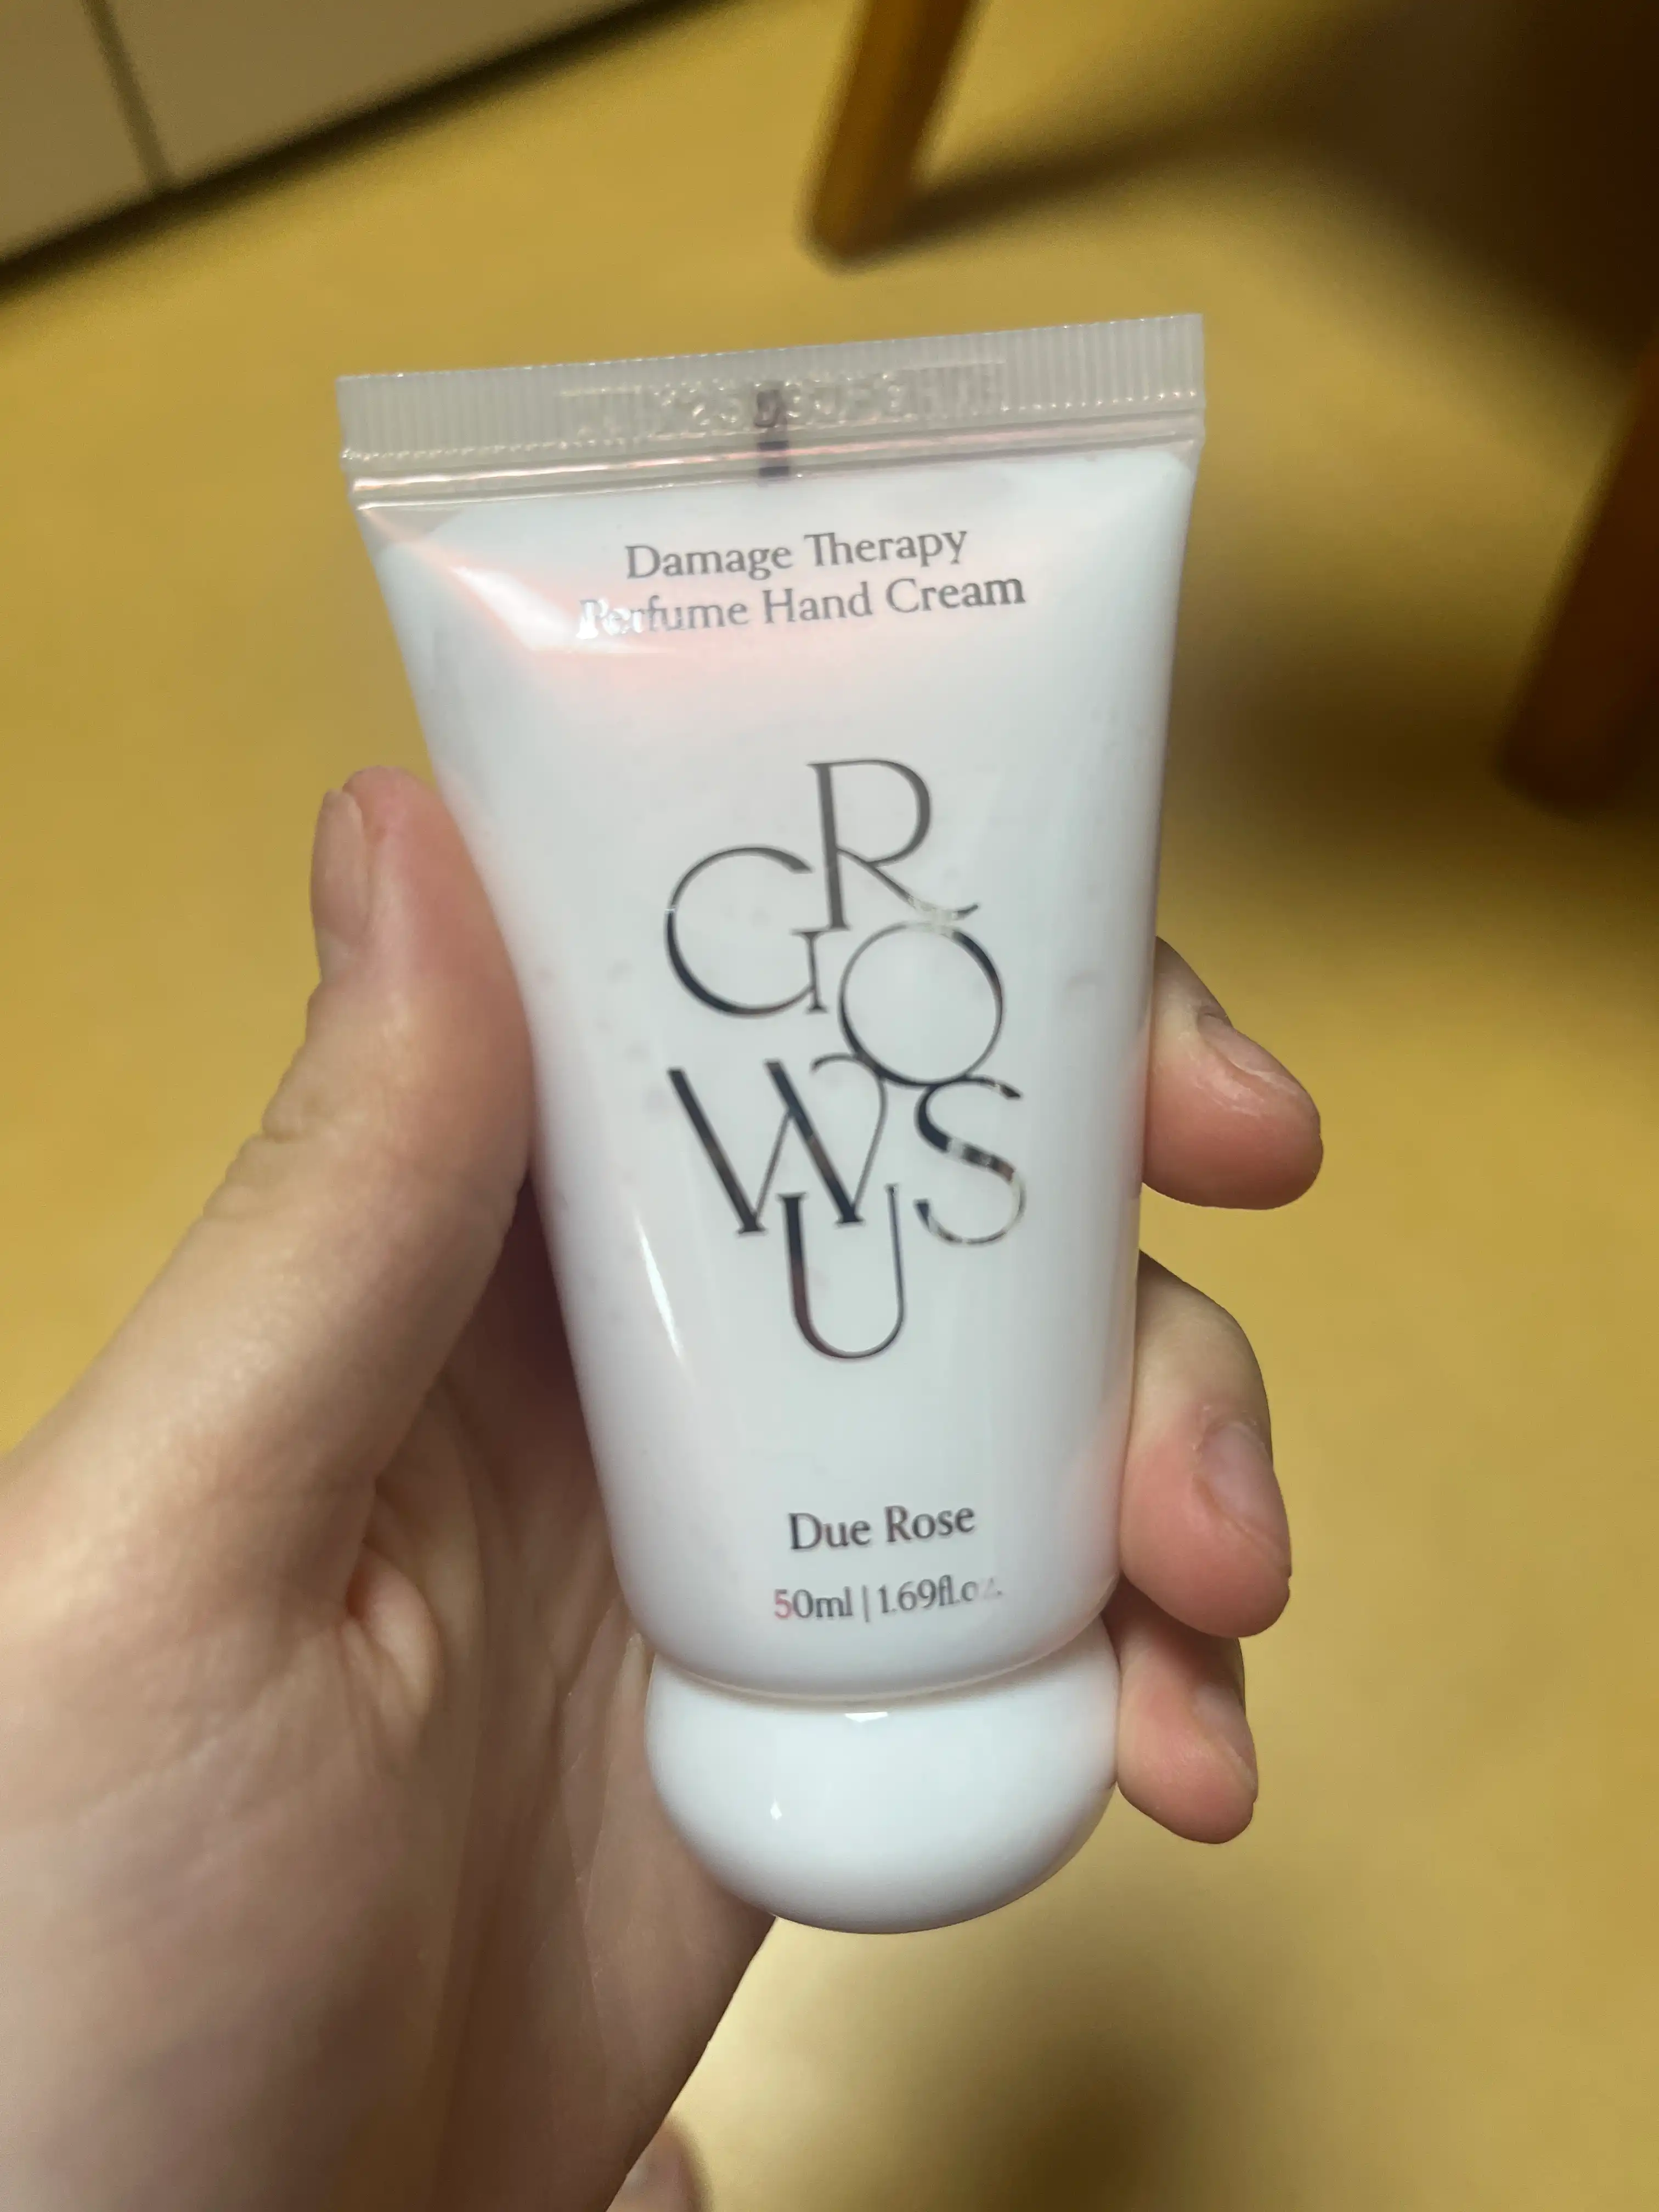 Damage Therapy
Perfume Hand Cream
GROWUS
Due Rose
50ml | 1.69fl.oz.